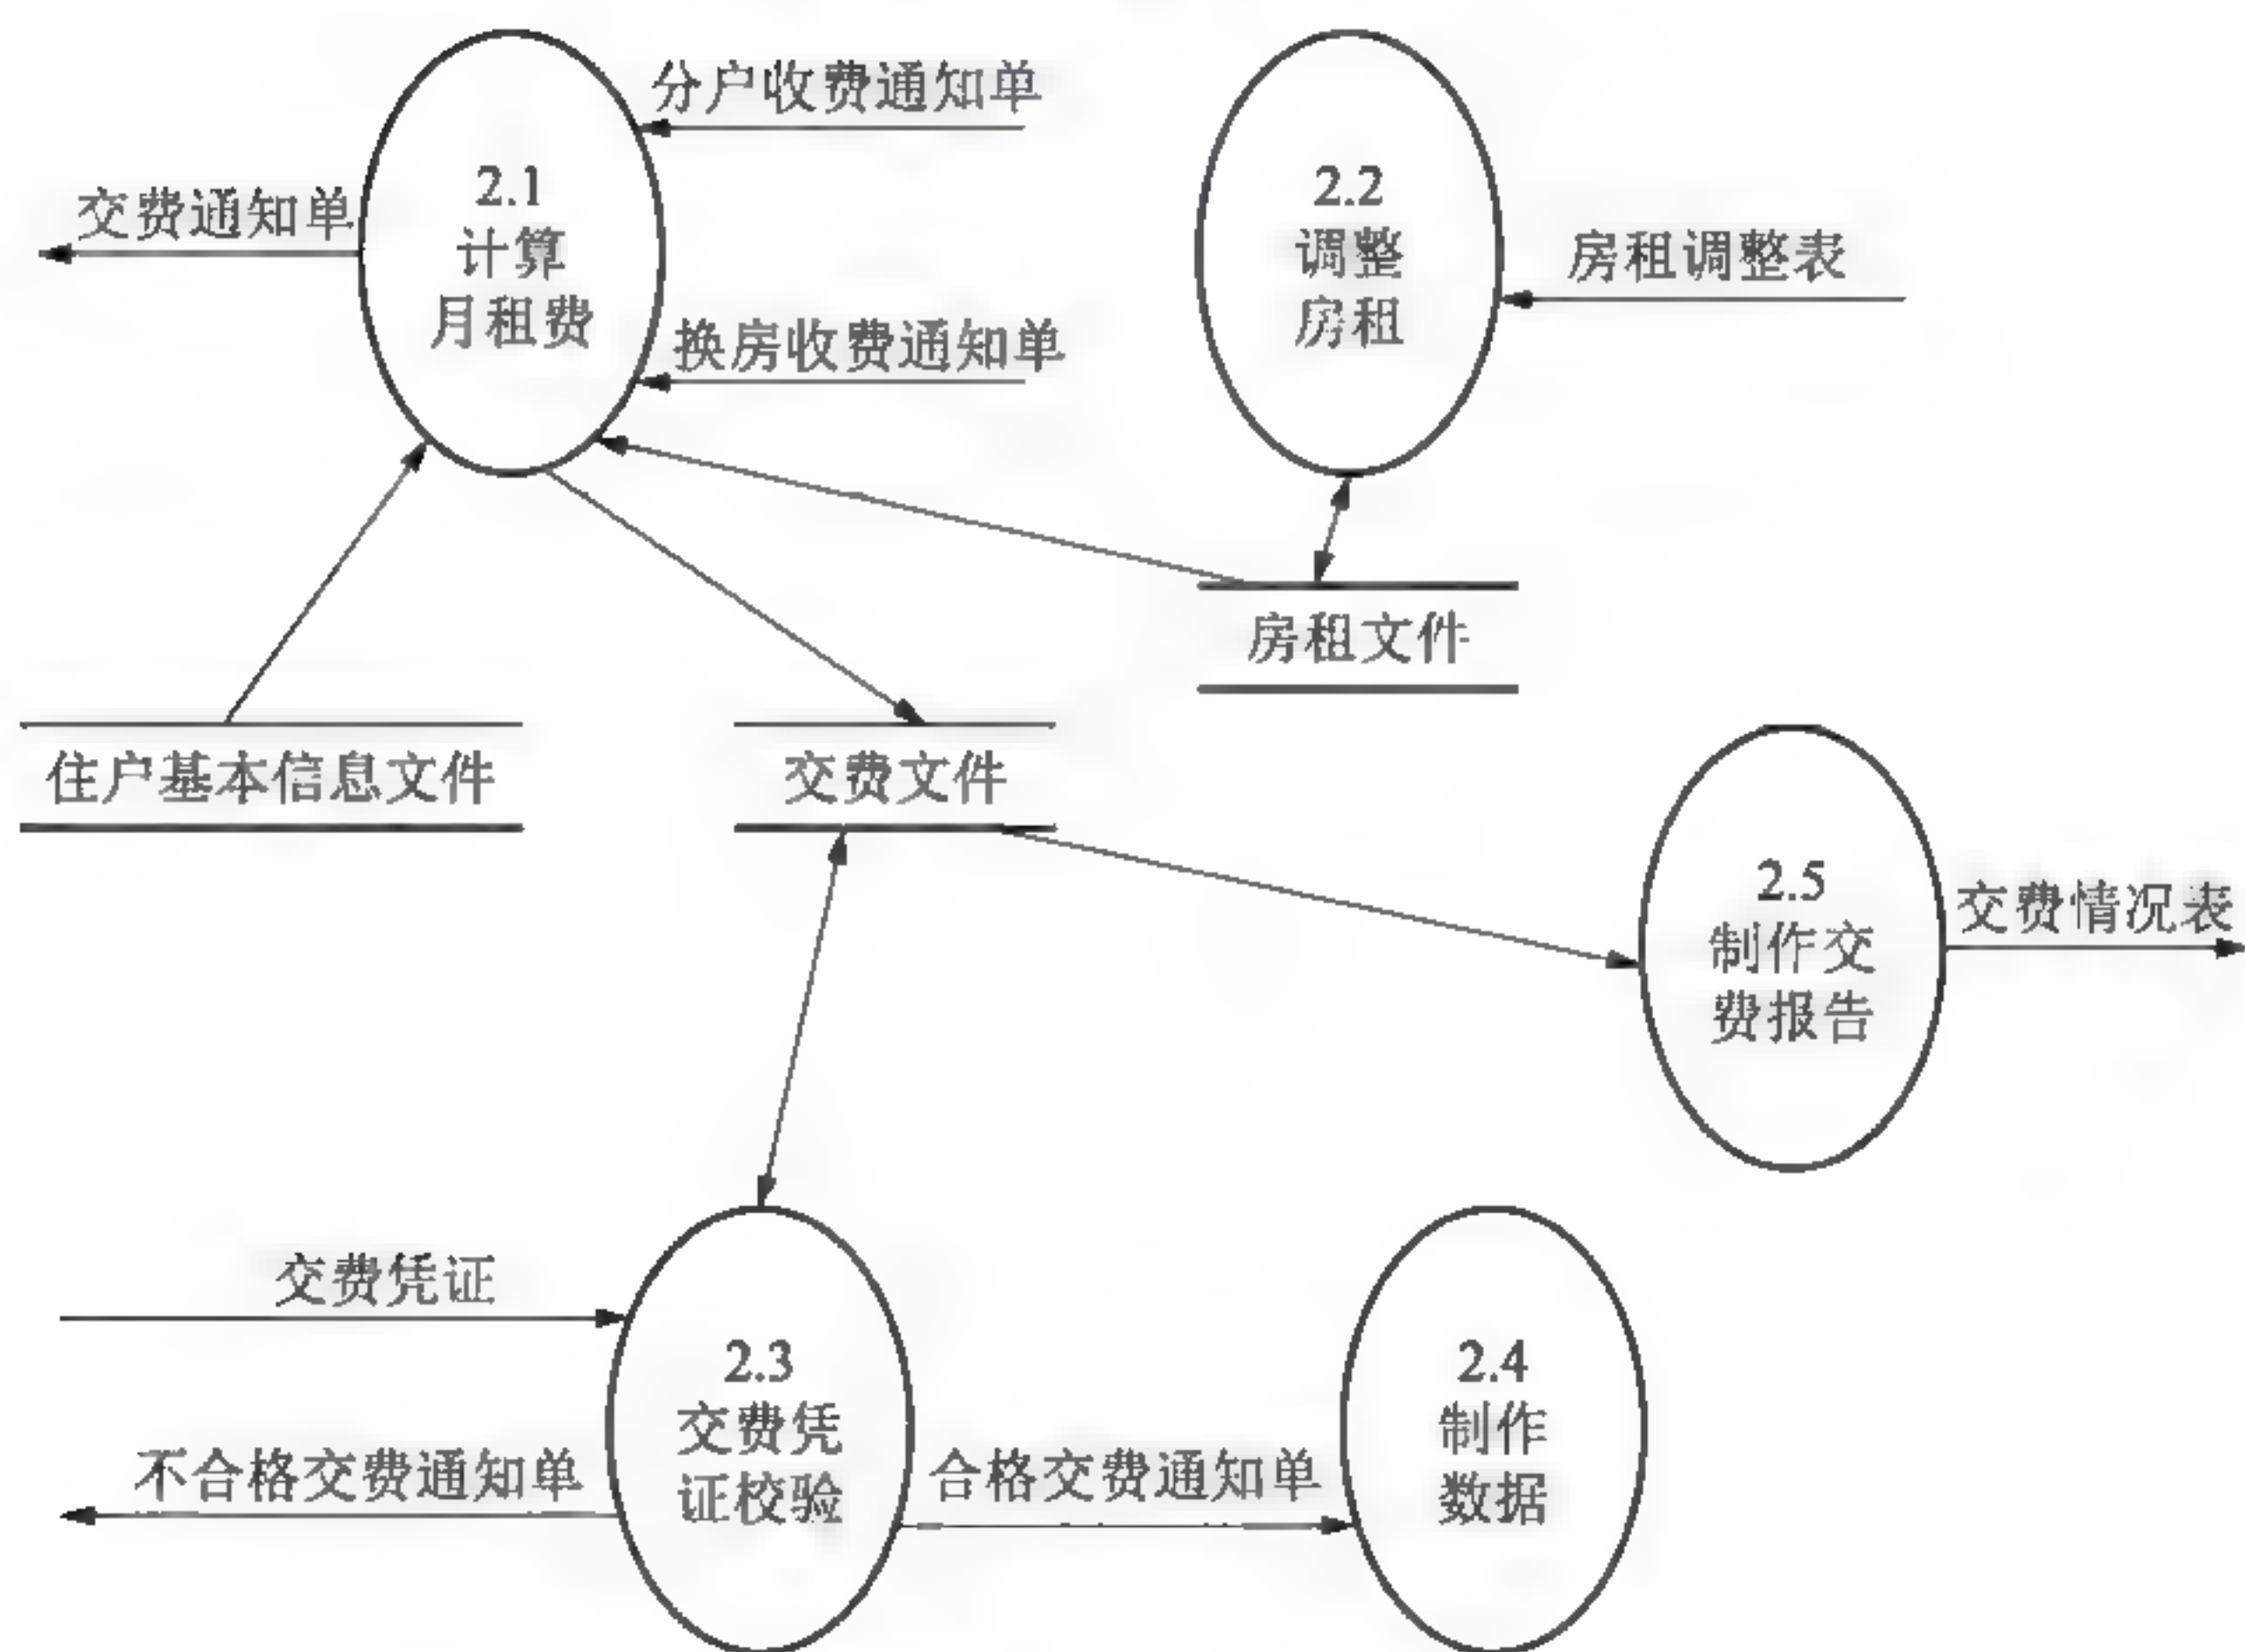 分户收费通知单
交费通知单
2.1
计算
月租费
换房收费通知单
2.2
调整
房租
房租调整表
房租文件
住户基本信息文件
交费文件
2.5
制作交
费报告
交费情况表
交费凭证
2.3
交费凭
证校验
不合格交费通知单
合格交费通知单
2.4
制作
数据